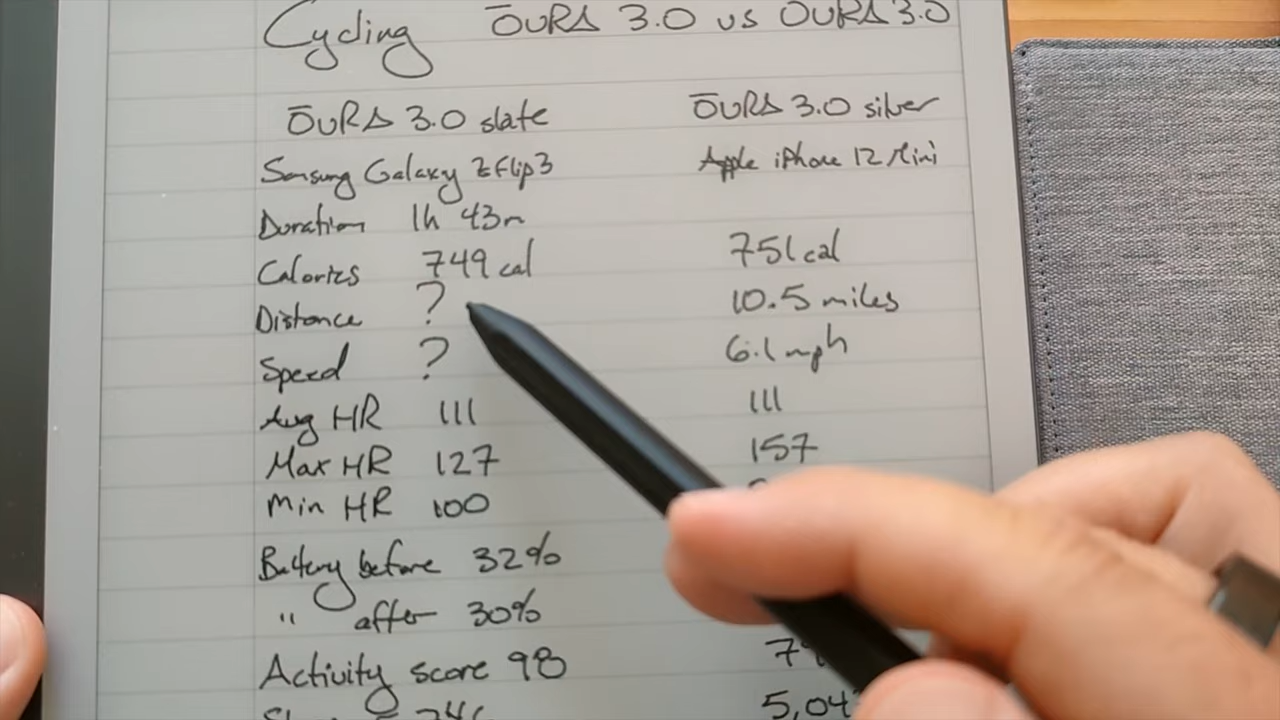 Cycling ŌURA 3.0 vs ŌURA 3.0
ŌURA 3.0 slate ŌURA 3.0 silver
Samsung Galaxy Z Flip3 Apple iPhone 12 Mini
Duration 1h 43m
Calories 749 cal 751 cal
Distance ? 10.5 miles
Speed ? 6.1 mph
Avg HR 111 111
Max HR 127 157
Min HR 100
Battery before 32%
" after 30%
Activity score 98
5,04